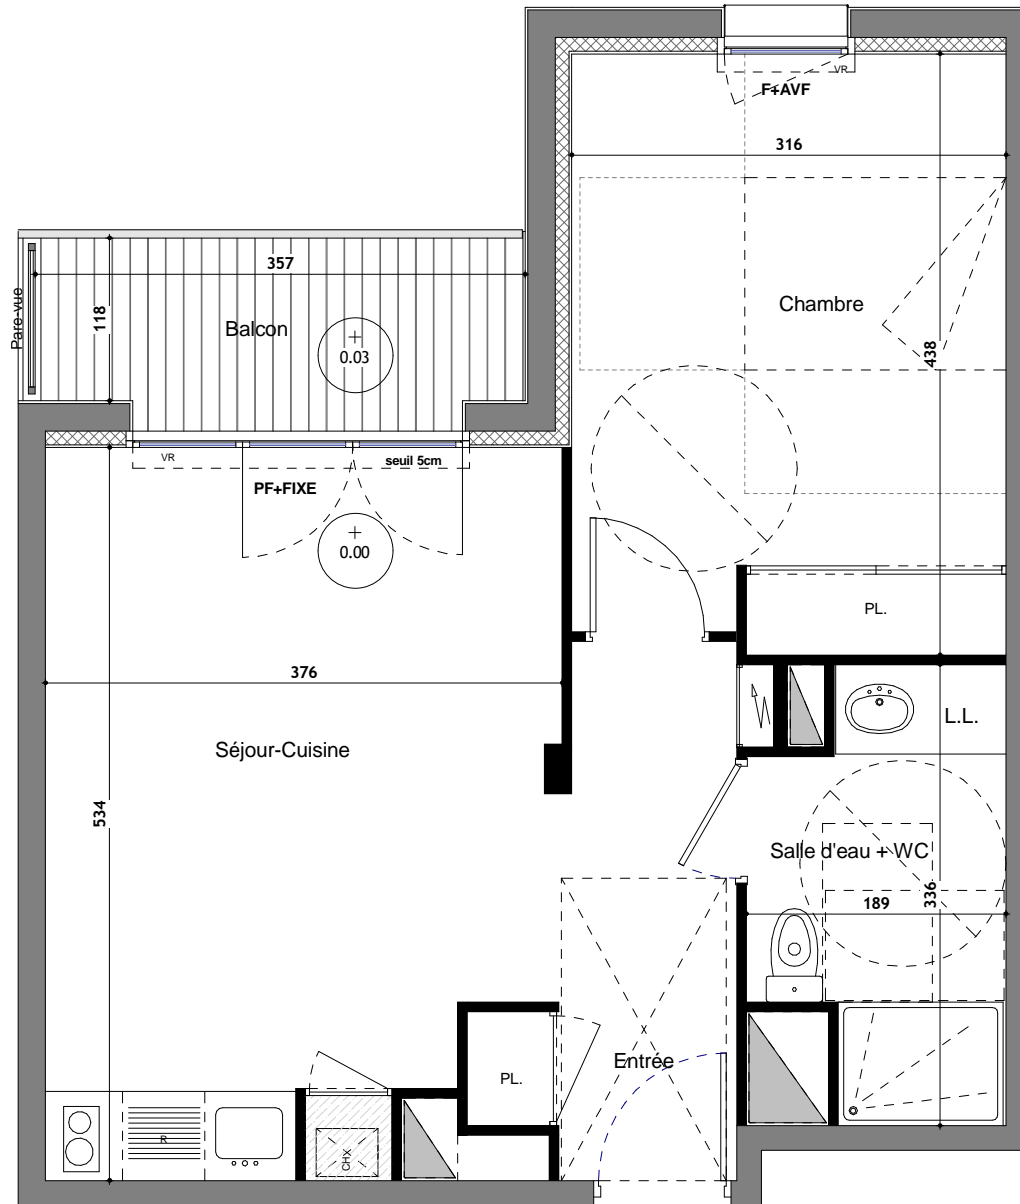 VR
F+AVF
316
357
Chambre
118
Pare-vue
Balcon
0.03
438
VR
seuil 5cm
PF+FIXE
0.00
PL.
376
L.L.
Séjour-Cuisine
534
Salle d'eau + WC
336
189
Entrée
PL.
R
CHX